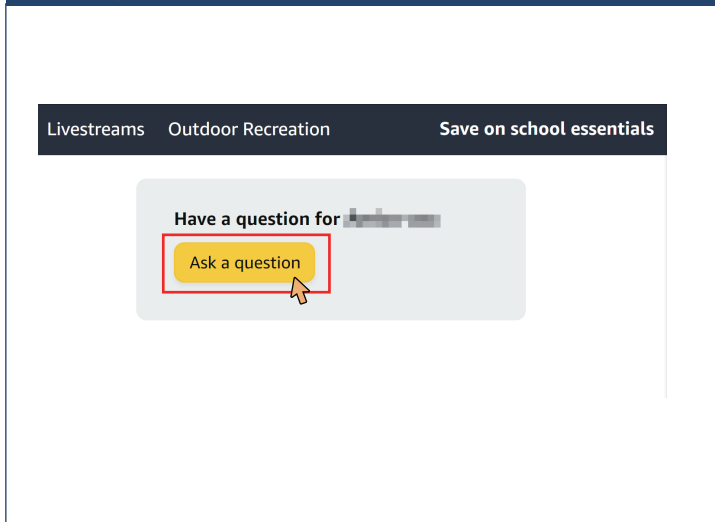 Livestreams Outdoor Recreation Save on school essentials
Have a question for
Ask a question